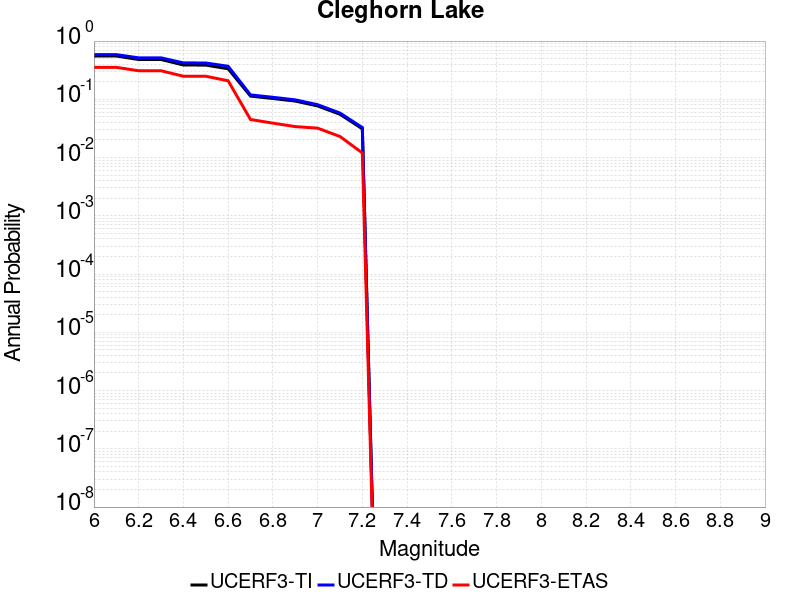 Cleghorn Lake
10^0
10^-1
10^-2
10^-3
10^-4
10^-5
10^-6
10^-7
10^-8
Annual Probability
6 6.2 6.4 6.6 6.8 7 7.2 7.4 7.6 7.8 8 8.2 8.4 8.6 8.8 9
Magnitude
UCERF3-TI UCERF3-TD UCERF3-ETAS